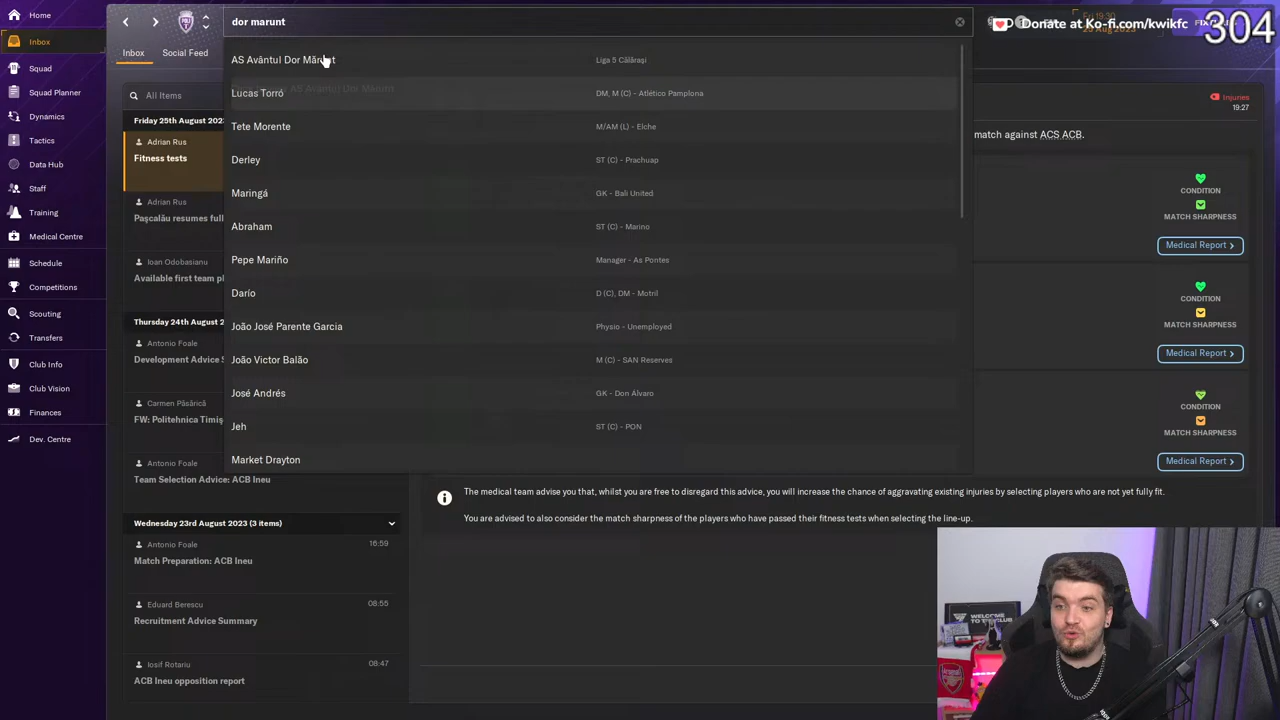 Home
Inbox
Squad
Squad Planner
Dynamics
Tactics
Data Hub
Staff
Training
Medical Centre
Schedule
Competitions
Scouting
Transfers
Club Info
Club Vision
Finances
Dev. Centre
dor marunt
Donate at Ko-fi.com/kwikfc
304
Inbox
Social Feed
All Items
AS Avântul Dor Mărunt Liga 5 Călărași
Lucas Torró DM, M (C) - Atlético Pamplona
Tete Morente M/AM (L) - Elche
Derley ST (C) - Prachuap
Maringá GK - Bali United
Abraham ST (C) - Marino
Pepe Mariño Manager - As Pontes
Darío D (C), DM - Motril
João José Parente Garcia Physio - Unemployed
João Victor Balão M (C) - SAN Reserves
José Andrés GK - Don Álvaro
Jeh ST (C) - PON
Market Drayton
Friday 25th August 202
Adrian Rus
Fitness tests
Adrian Rus
Pașcalău resumes full
Ioan Odobasianu
Available first team pl
Thursday 24th August 2
Antonio Foale
Development Advice S
Carmen Păsărică
FW: Politehnica Timiș
Antonio Foale
Team Selection Advice: ACB Ineu
Wednesday 23rd August 2023 (3 items)
Antonio Foale 16:59
Match Preparation: ACB Ineu
Eduard Berescu 08:55
Recruitment Advice Summary
Iosif Rotariu 08:47
ACB Ineu opposition report
Injuries
19:27
match against ACS ACB.
CONDITION
MATCH SHARPNESS
Medical Report
CONDITION
MATCH SHARPNESS
Medical Report
CONDITION
MATCH SHARPNESS
Medical Report
The medical team advise you that, whilst you are free to disregard this advice, you will increase the chance of aggravating existing injuries by selecting players who are not yet fully fit.
You are advised to also consider the match sharpness of the players who have passed their fitness tests when selecting the line-up.
WELCOME
TO THE CLUB
Arsenal